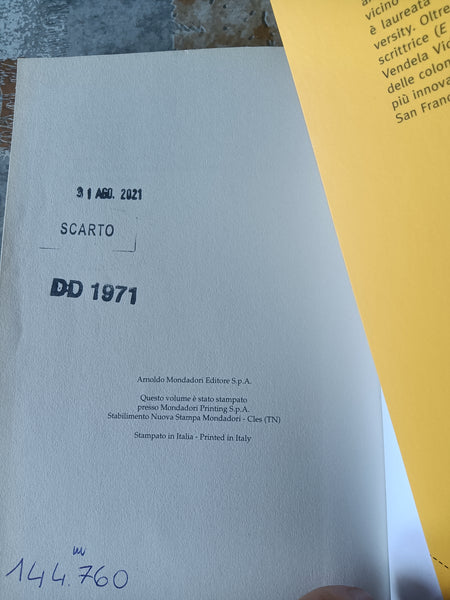 vicino
è laureata
versity. Oltre
scrittrice (E
Vendela Vic
delle colon
più innova
San Franc
31 AGO. 2021
SCARTO
DD 1971
Arnoldo Mondadori Editore S.p.A.
Questo volume è stato stampato
presso Mondadori Printing S.p.A.
Stabilimento Nuova Stampa Mondadori - Cles (TN)
Stampato in Italia - Printed in Italy
144.760